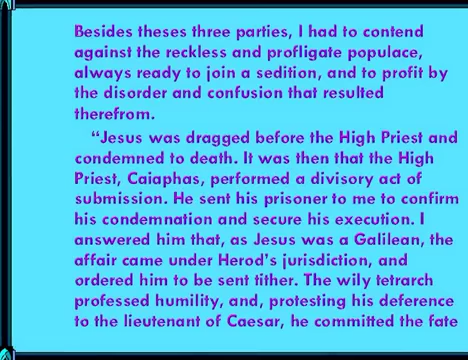 Besides theses three parties, I had to contend
against the reckless and profligate populace,
always ready to join a sedition, and to profit by
the disorder and confusion that resulted
therefrom.
“Jesus was dragged before the High Priest and
condemned to death. It was then that the High
Priest, Caiaphas, performed a divisory act of
submission. He sent his prisoner to me to confirm
his condemnation and secure his execution. I
answered him that, as Jesus was a Galilean, the
affair came under Herod's jurisdiction, and
ordered him to be sent tither. The wily tetrarch
professed humility, and, protesting his deference
to the lieutenant of Caesar, he committed the fate